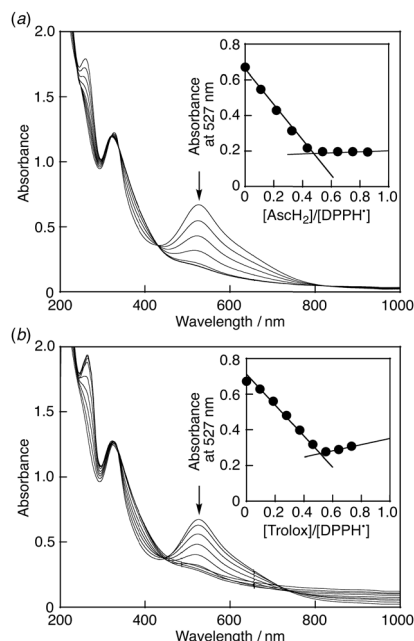 (a)
2.0
1.5
1.0
0.5
0
200 400 600 800 1000
Absorbance
Wavelength / nm
0.8
0.6
0.4
0.2
0
0 0.2 0.4 0.6 0.8 1.0
Absorbance
at 527 nm
[AscH2]/[DPPH•]
(b)
2.0
1.5
1.0
0.5
0
200 400 600 800 1000
Absorbance
Wavelength / nm
0.8
0.6
0.4
0.2
0
0 0.2 0.4 0.6 0.8 1.0
Absorbance
at 527 nm
[Trolox]/[DPPH•]